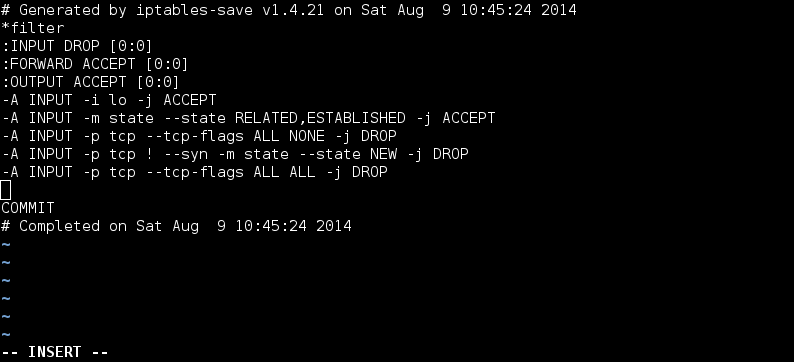 # Generated by iptables-save v1.4.21 on Sat Aug  9 10:45:24 2014
*filter
:INPUT DROP [0:0]
:FORWARD ACCEPT [0:0]
:OUTPUT ACCEPT [0:0]
-A INPUT -i lo -j ACCEPT
-A INPUT -m state --state RELATED,ESTABLISHED -j ACCEPT
-A INPUT -p tcp --tcp-flags ALL NONE -j DROP
-A INPUT -p tcp ! --syn -m state --state NEW -j DROP
-A INPUT -p tcp --tcp-flags ALL ALL -j DROP
COMMIT
# Completed on Sat Aug  9 10:45:24 2014
~
~
~
~
~
~
-- INSERT --